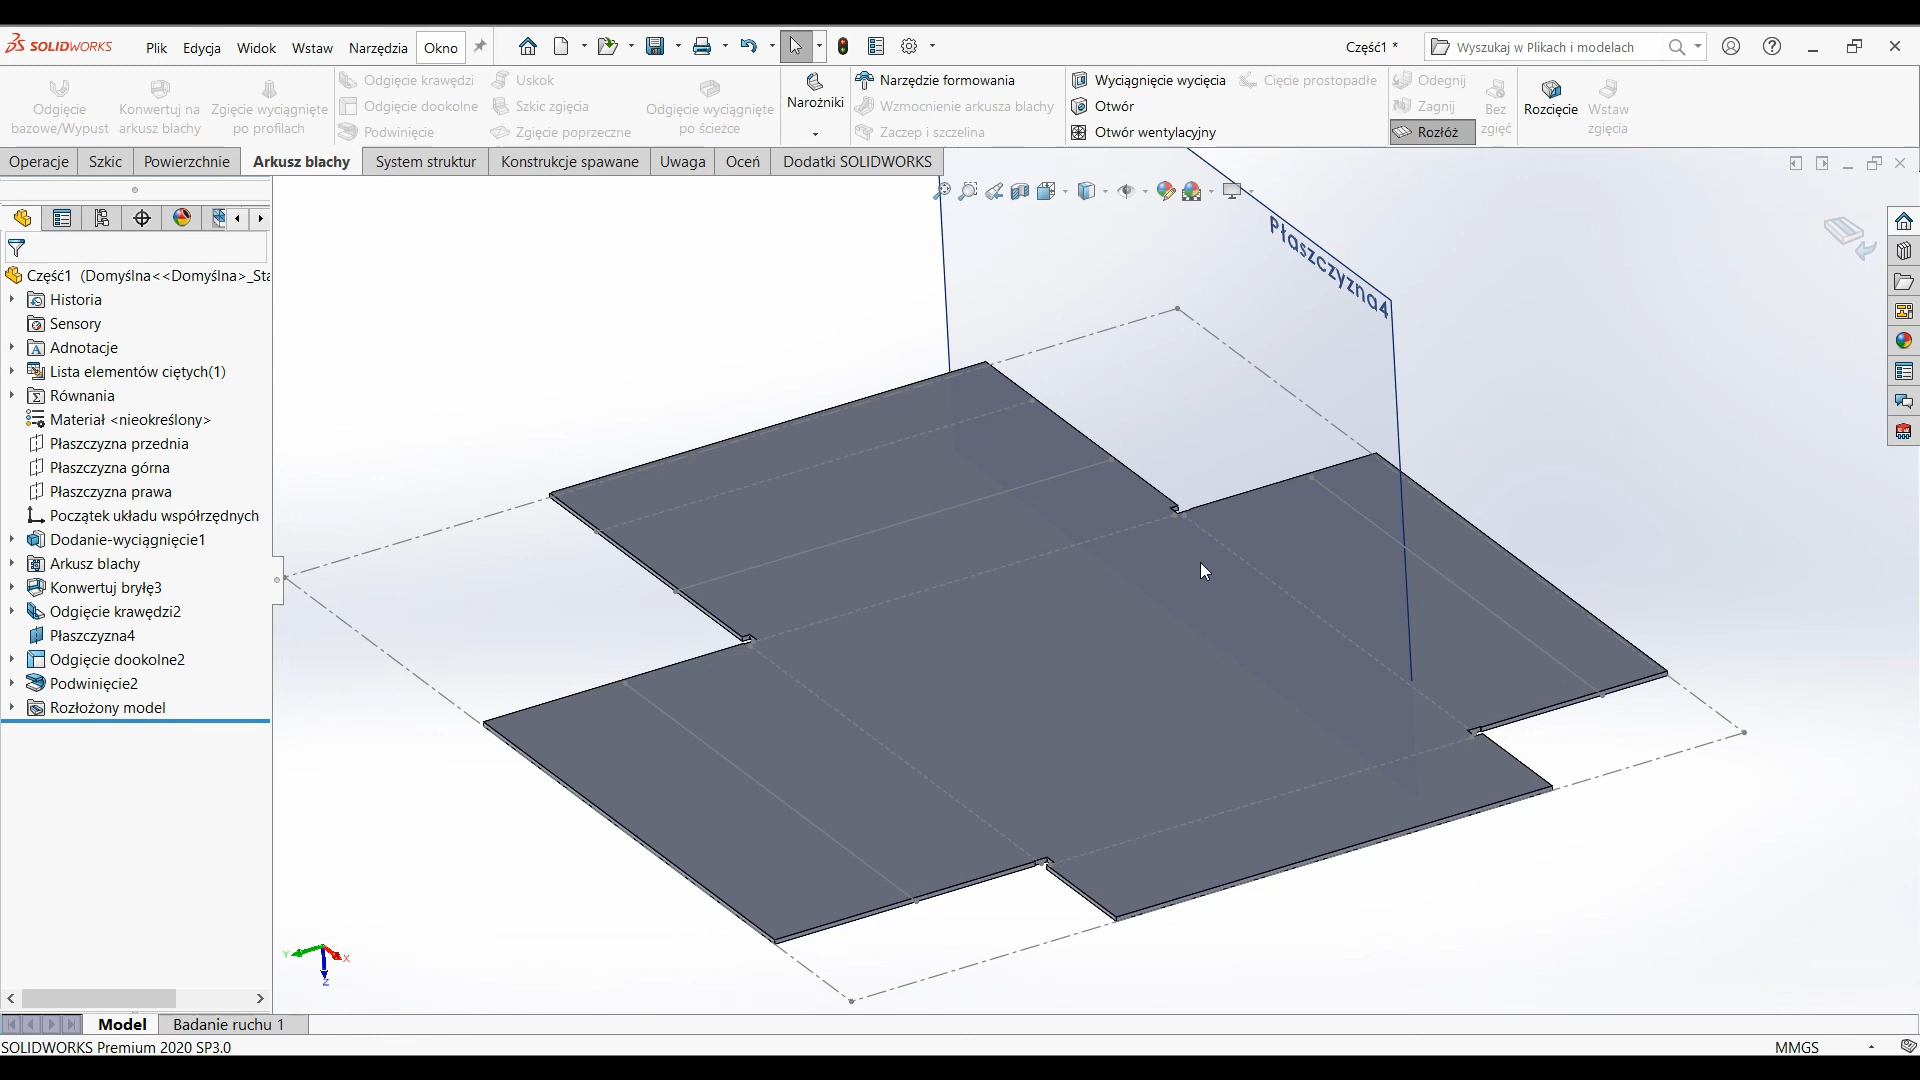 SOLIDWORKS Plik Edycja Widok Wstaw Narzędzia Okno Część1 * Wyszukaj w Plikach i modelach
Odgięcie bazowe/Wypust
Konwertuj na arkusz blachy
Zgięcie wyciągnięte po profilach
Odgięcie krawędzi
Odgięcie dookolne
Podwinięcie
Uskok
Szkic zgięcia
Zgięcie poprzeczne
Odgięcie wyciągnięte po ścieżce
Narożniki
Narzędzie formowania
Wzmocnienie arkusza blachy
Zaczep i szczelina
Wyciągnięcie wycięcia
Otwór
Otwór wentylacyjny
Cięcie prostopadłe
Odegnij
Zagnij
Rozłóż
Bez zgięć
Rozcięcie
Wstaw zgięcia
Operacje Szkic Powierzchnie Arkusz blachy System struktur Konstrukcje spawane Uwaga Oceń Dodatki SOLIDWORKS
Część1 (Domyślna<<Domyślna>_Sta
Historia
Sensory
Adnotacje
Lista elementów ciętych(1)
Równania
Materiał <nieokreślony>
Płaszczyzna przednia
Płaszczyzna górna
Płaszczyzna prawa
Początek układu współrzędnych
Dodanie-wyciągnięcie1
Arkusz blachy
Konwertuj bryłę3
Odgięcie krawędzi2
Płaszczyzna4
Odgięcie dookolne2
Podwinięcie2
Rozłożony model
Płaszczyzna4
Y X
Z
Model Badanie ruchu 1
SOLIDWORKS Premium 2020 SP3.0 MMGS